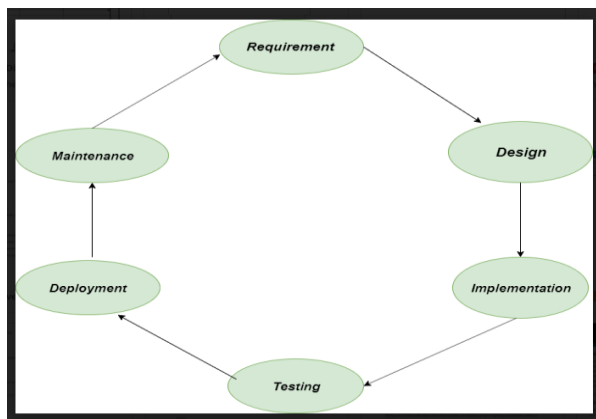 Requirement
Design
Implementation
Testing
Deployment
Maintenance